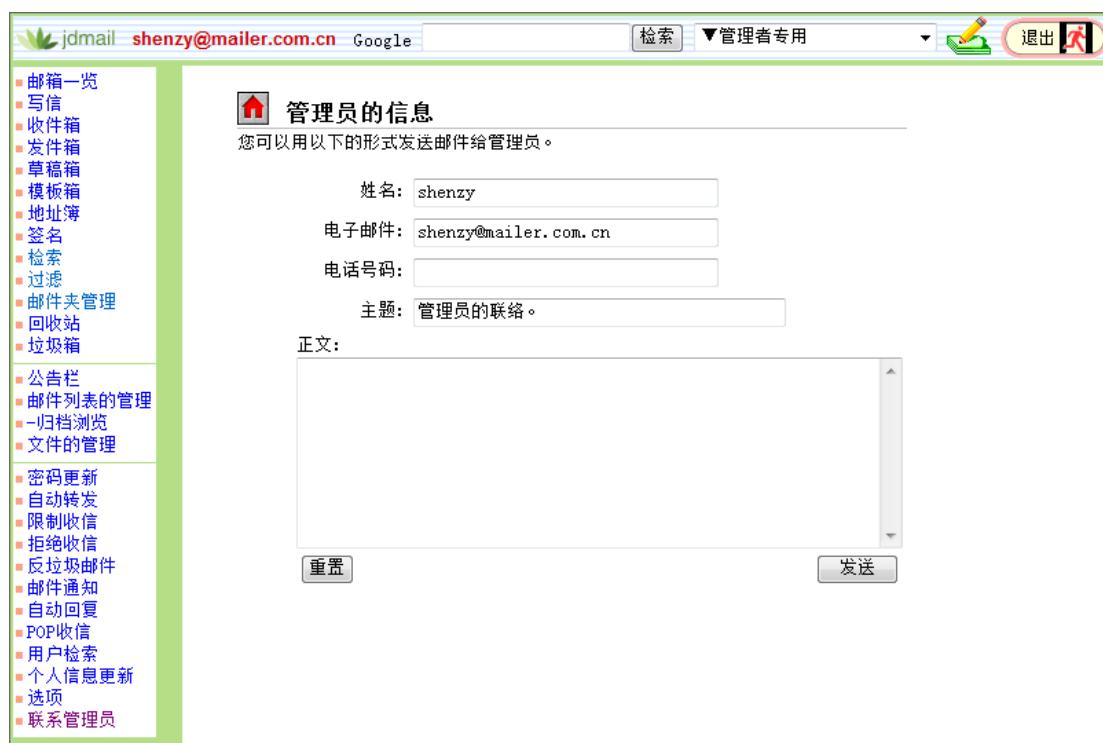 jdmail shenzy@mailer.com.cn Google 检索 ▼管理者专用 退出
邮箱一览
写信
收件箱
发件箱
草稿箱
模板箱
地址簿
签名
检索
过滤
邮件夹管理
回收站
垃圾箱
公告栏
邮件列表的管理
-归档浏览
文件的管理
密码更新
自动转发
限制收信
拒绝收信
反垃圾邮件
邮件通知
自动回复
POP收信
用户检索
个人信息更新
选项
联系管理员
管理员的信息
您可以用以下的形式发送邮件给管理员。
姓名: shenzy
电子邮件: shenzy@mailer.com.cn
电话号码:
主题: 管理员的联络。
正文:
重置 发送